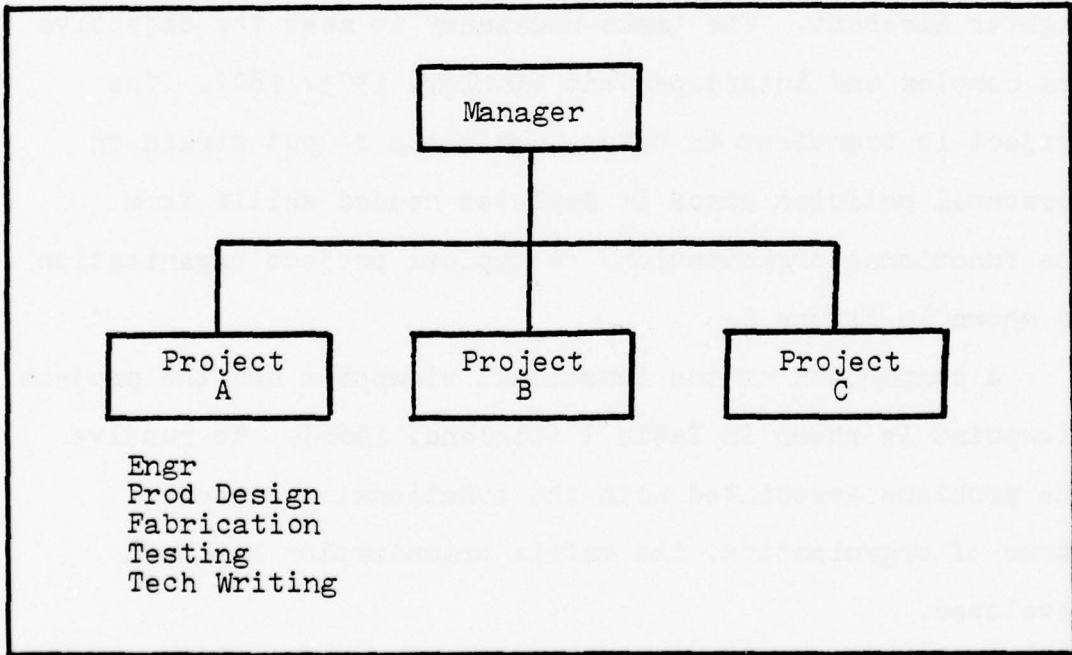 Manager
Project
A
Project
B
Project
C
Engr
Prod Design
Fabrication
Testing
Tech Writing